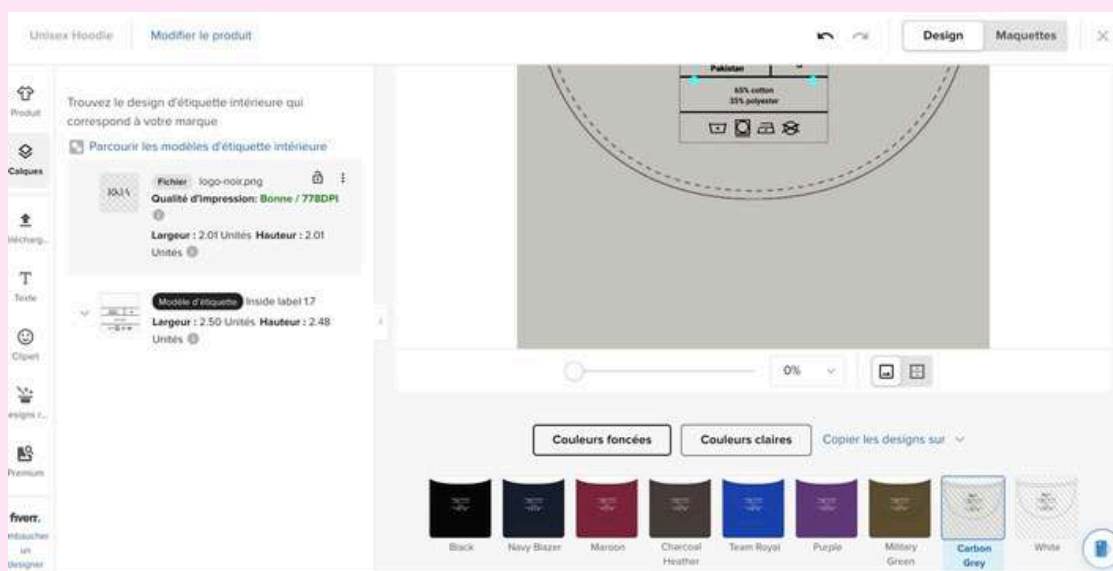 Unisex Hoodie
Modifier le produit
Design
Maquettes
Produit
Calques
Texte
Clipart
Premium
fiverr.
un
designer
Trouvez le design d'étiquette intérieure qui
correspond à votre marque
Parcourir les modèles d'étiquette intérieure
Fichier logo-noir.png
Qualité d'impression: Bonne / 778DPI
Largeur : 2.01 Unités Hauteur : 2.01
Unités
Modèle d'étiquette Inside label 1.7
Largeur : 2.50 Unités Hauteur : 2.48
Unités
Pakistan
65% cotton
35% polyester
0%
Couleurs foncées
Couleurs claires
Copier les designs sur
Black
Navy Blazer
Maroon
Charcoal
Heather
Team Royal
Purple
Military
Green
Carbon
Grey
White